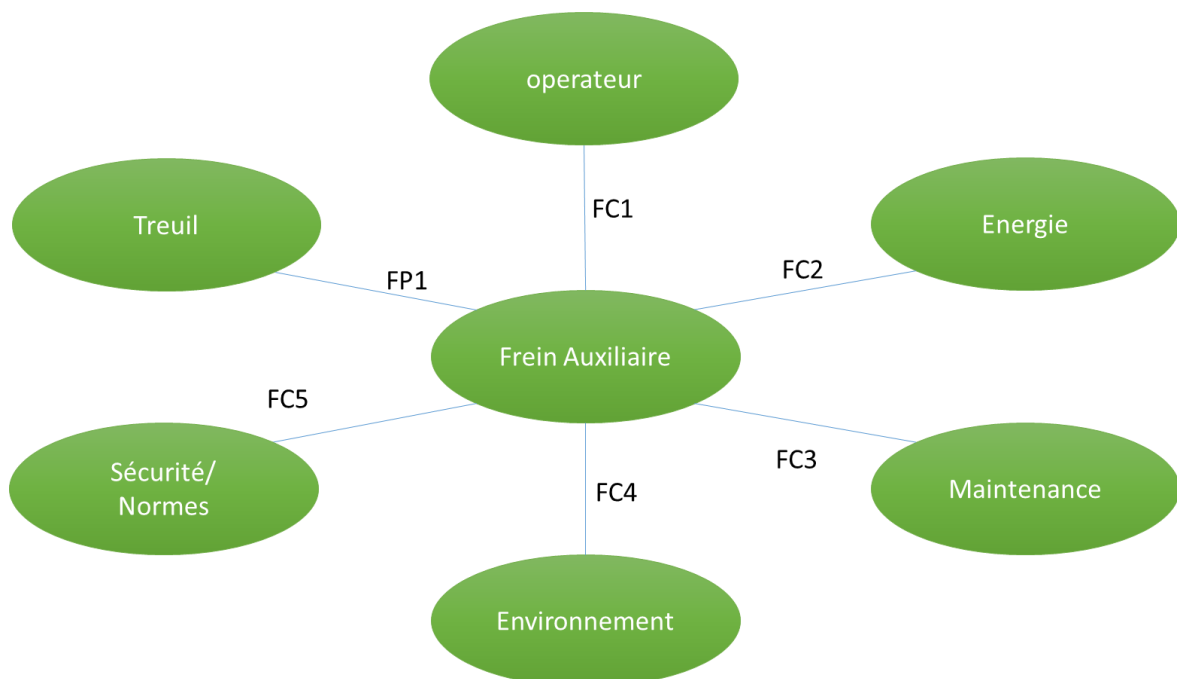 operateur
Treuil
FC1
Energie
FP1
FC2
Frein Auxiliaire
FC5
Sécurité/
Normes
FC4
FC3
Maintenance
Environnement